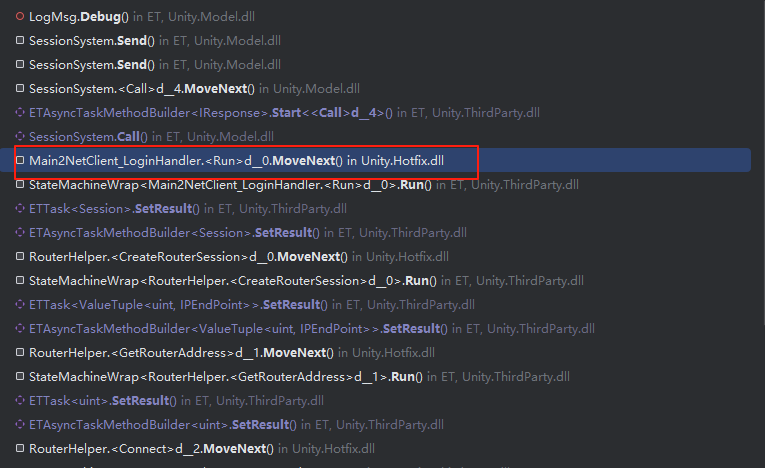 LogMsg.Debug() in ET, Unity.Model.dll
SessionSystem.Send() in ET, Unity.Model.dll
SessionSystem.Send() in ET, Unity.Model.dll
SessionSystem.<Call>d__4.MoveNext() in Unity.Model.dll
ETAsyncTaskMethodBuilder<IResponse>.Start<<Call>d__4>() in ET, Unity.ThirdParty.dll
SessionSystem.Call() in ET, Unity.Model.dll
Main2NetClient_LoginHandler.<Run>d__0.MoveNext() in Unity.Hotfix.dll
StateMachineWrap<Main2NetClient_LoginHandler.<Run>d__0>.Run() in ET, Unity.ThirdParty.dll
ETTask<Session>.SetResult() in ET, Unity.ThirdParty.dll
ETAsyncTaskMethodBuilder<Session>.SetResult() in ET, Unity.ThirdParty.dll
RouterHelper.<CreateRouterSession>d__0.MoveNext() in Unity.Hotfix.dll
StateMachineWrap<RouterHelper.<CreateRouterSession>d__0>.Run() in ET, Unity.ThirdParty.dll
ETTask<ValueTuple<uint, IPEndPoint>>.SetResult() in ET, Unity.ThirdParty.dll
ETAsyncTaskMethodBuilder<ValueTuple<uint, IPEndPoint>>.SetResult() in ET, Unity.ThirdParty.dll
RouterHelper.<GetRouterAddress>d__1.MoveNext() in Unity.Hotfix.dll
StateMachineWrap<RouterHelper.<GetRouterAddress>d__1>.Run() in ET, Unity.ThirdParty.dll
ETTask<uint>.SetResult() in ET, Unity.ThirdParty.dll
ETAsyncTaskMethodBuilder<uint>.SetResult() in ET, Unity.ThirdParty.dll
RouterHelper.<Connect>d__2.MoveNext() in Unity.Hotfix.dll